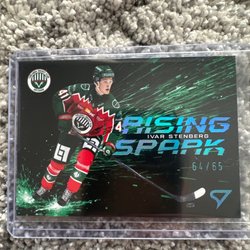 RISING
IVAR STENBERG
SPARK
64/65